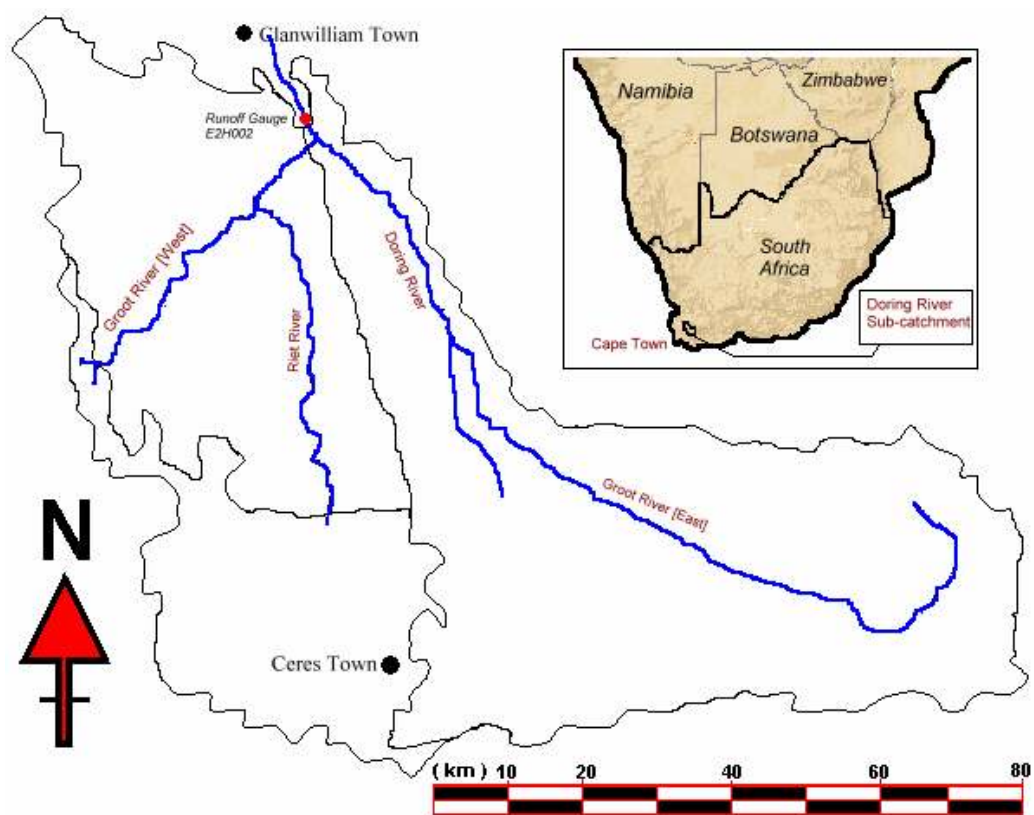 Glanwilliam Town
Runoff Gauge
E2H002
Groot River [West]
Riet River
Doring River
Groot River [East]
Ceres Town
N
Namibia
Zimbabwe
Botswana
South
Africa
Cape Town
Doring River
Sub-catchment
( km ) 10 20 40 60 80